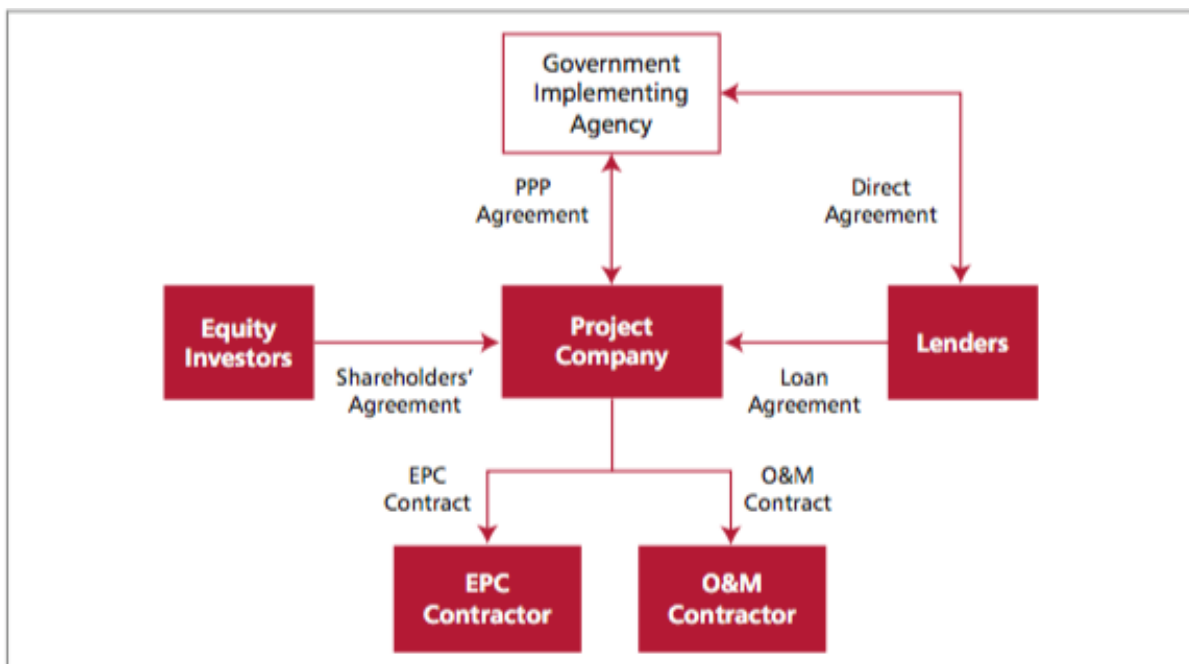 Government
Implementing
Agency
PPP
Agreement
Direct
Agreement
Equity
Investors
Project
Company
Lenders
Shareholders'
Agreement
Loan
Agreement
EPC
Contract
O&M
Contract
EPC
Contractor
O&M
Contractor